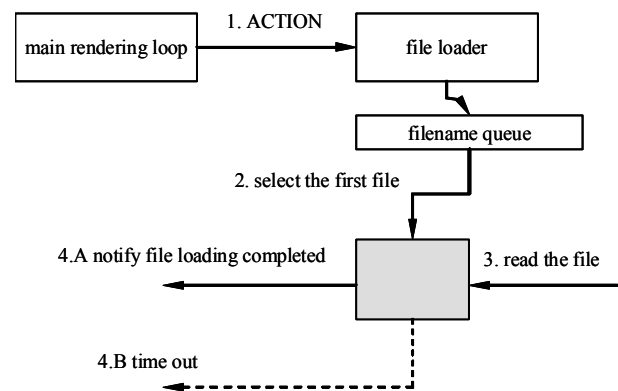 1. ACTION
main rendering loop
file loader
filename queue
2. select the first file
4.A notify file loading completed
3. read the file
4.B time out